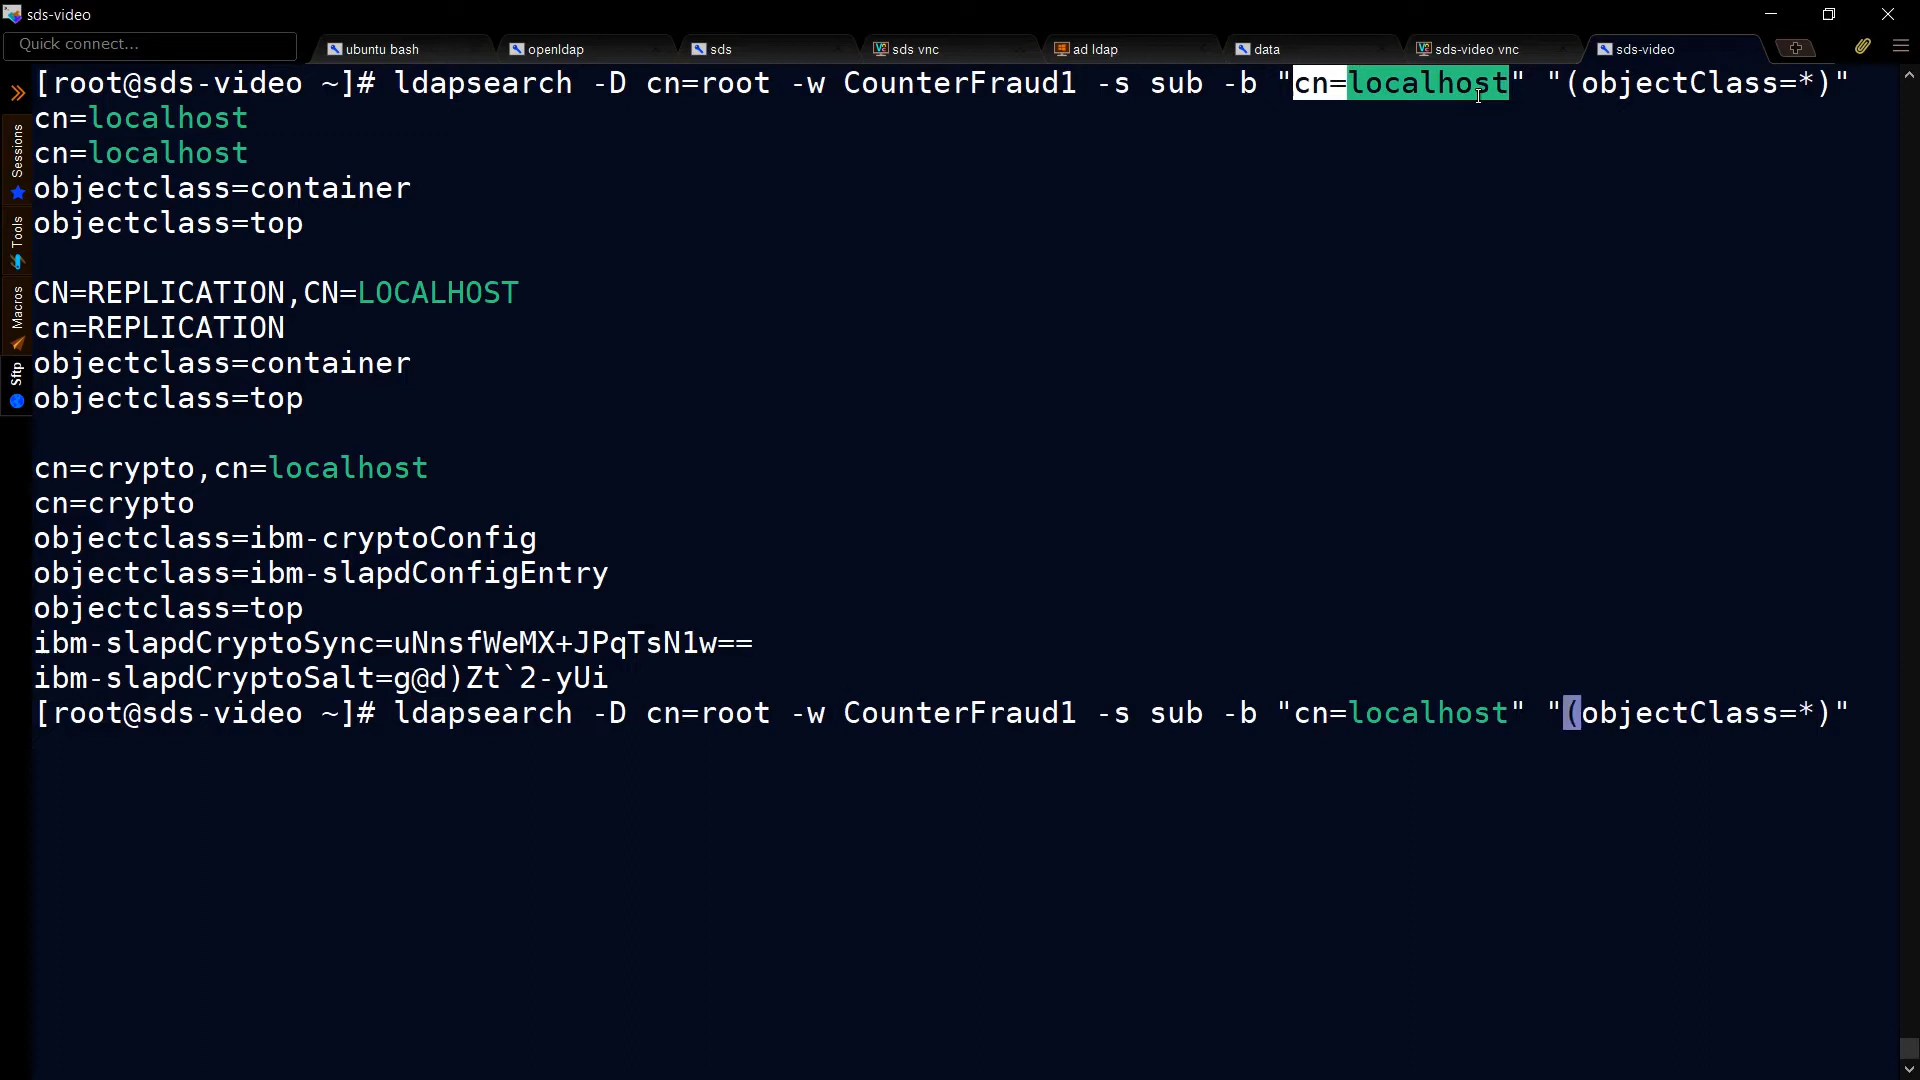 sds-video
Quick connect...
ubuntu bash
openldap
sds
sds vnc
ad ldap
data
sds-video vnc
sds-video
Sessions
Tools
Macros
Sftp
[root@sds-video ~]# ldapsearch -D cn=root -w CounterFraud1 -s sub -b "cn=localhost" "(objectClass=*)"
cn=localhost
cn=localhost
objectclass=container
objectclass=top
CN=REPLICATION,CN=LOCALHOST
cn=REPLICATION
objectclass=container
objectclass=top
cn=crypto,cn=localhost
cn=crypto
objectclass=ibm-cryptoConfig
objectclass=ibm-slapdConfigEntry
objectclass=top
ibm-slapdCryptoSync=uNnsfWeMX+JPqTsN1w==
ibm-slapdCryptoSalt=g@d)Zt`2-yUi
[root@sds-video ~]# ldapsearch -D cn=root -w CounterFraud1 -s sub -b "cn=localhost" "(objectClass=*)"